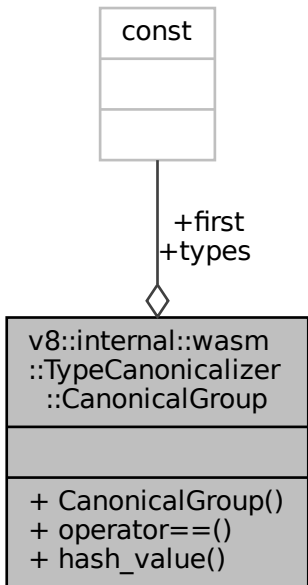 const
+first
+types
v8::internal::wasm
::TypeCanonicalizer
::CanonicalGroup
+ CanonicalGroup()
+ operator==()
+ hash_value()